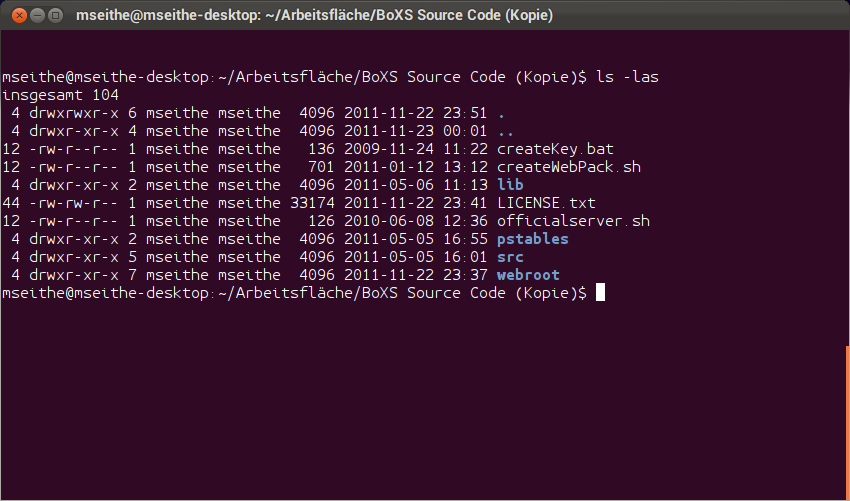 mseithe@mseithe-desktop: ~/Arbeitsfläche/BoXS Source Code (Kopie)
mseithe@mseithe-desktop:~/Arbeitsfläche/BoXS Source Code (Kopie)$ ls -las
insgesamt 104
 4 drwxrwxr-x 6 mseithe mseithe  4096 2011-11-22 23:51 .
 4 drwxr-xr-x 4 mseithe mseithe  4096 2011-11-23 00:01 ..
12 -rw-r--r-- 1 mseithe mseithe   136 2009-11-24 11:22 createKey.bat
12 -rw-r--r-- 1 mseithe mseithe   701 2011-01-12 13:12 createWebPack.sh
 4 drwxr-xr-x 2 mseithe mseithe  4096 2011-05-06 11:13 lib
44 -rw-rw-r-- 1 mseithe mseithe 33174 2011-11-22 23:41 LICENSE.txt
12 -rw-r--r-- 1 mseithe mseithe   126 2010-06-08 12:36 officialserver.sh
 4 drwxr-xr-x 2 mseithe mseithe  4096 2011-05-05 16:55 pstables
 4 drwxr-xr-x 5 mseithe mseithe  4096 2011-05-05 16:01 src
 4 drwxr-xr-x 7 mseithe mseithe  4096 2011-11-22 23:37 webroot
mseithe@mseithe-desktop:~/Arbeitsfläche/BoXS Source Code (Kopie)$